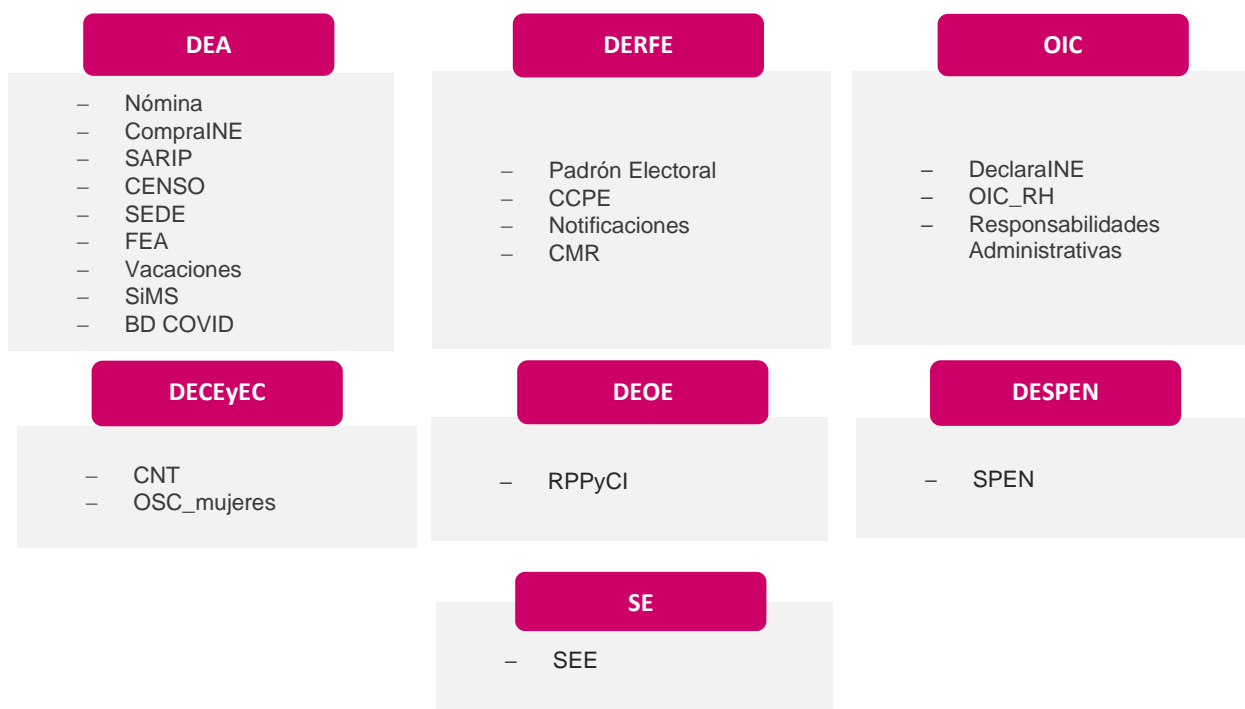 DEA
– Nómina
– CompraINE
– SARIP
– CENSO
– SEDE
– FEA
– Vacaciones
– SiMS
– BD COVID
DERFE
– Padrón Electoral
– CCPE
– Notificaciones
– CMR
OIC
– DeclaraINE
– OIC_RH
– Responsabilidades
Administrativas
DECEyEC
– CNT
– OSC_mujeres
DEOE
– RPPyCI
DESPEN
– SPEN
SE
– SEE